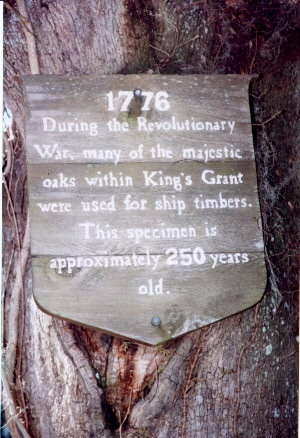 1776
During the Revolutionary
War, many of the majestic
oaks within King's Grant
were used for ship timbers.
This specimen is
approximately 250 years
old.